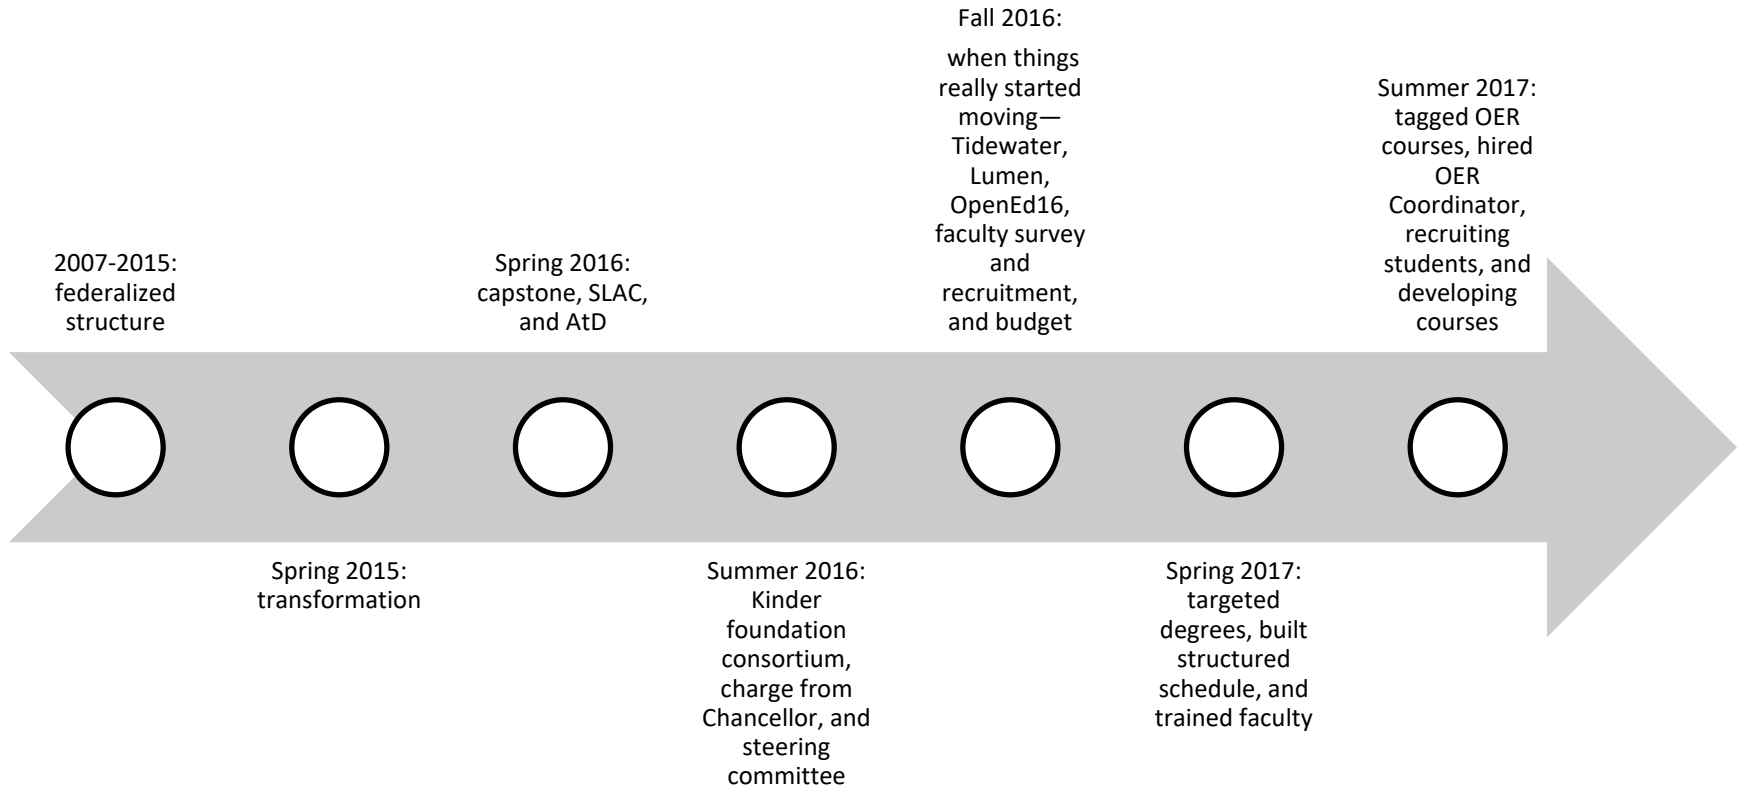 2007-2015:
federalized
structure
Spring 2015:
transformation
Spring 2016:
capstone, SLAC,
and AtD
Summer 2016:
Kinder
foundation
consortium,
charge from
Chancellor, and
steering
committee
Fall 2016:
when things
really started
moving—
Tidewater,
Lumen,
OpenEd16,
faculty survey
and
recruitment,
and budget
Spring 2017:
targeted
degrees, built
structured
schedule, and
trained faculty
Summer 2017:
tagged OER
courses, hired
OER
Coordinator,
recruiting
students, and
developing
courses